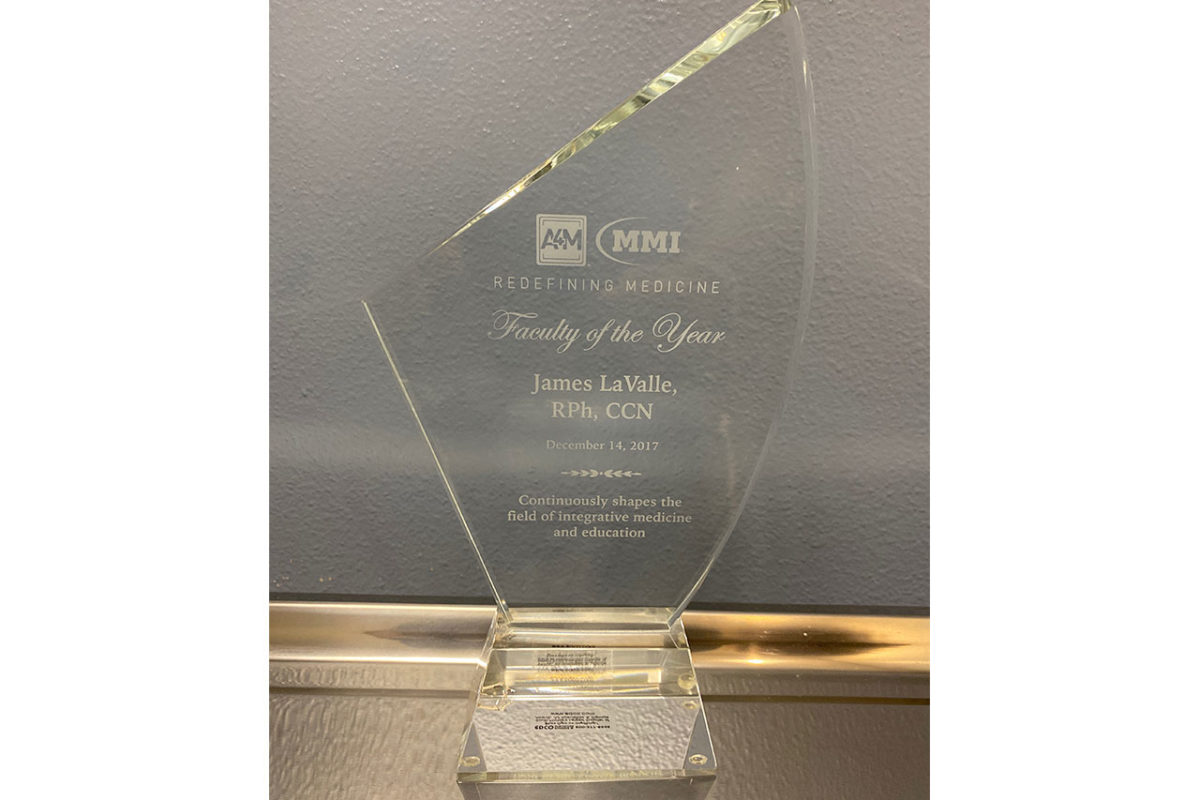 A4M MMI
REDEFINING MEDICINE
Faculty of the Year
James LaValle,
RPh, CCN
December 14, 2017
Continuously shapes the
field of integrative medicine
and education